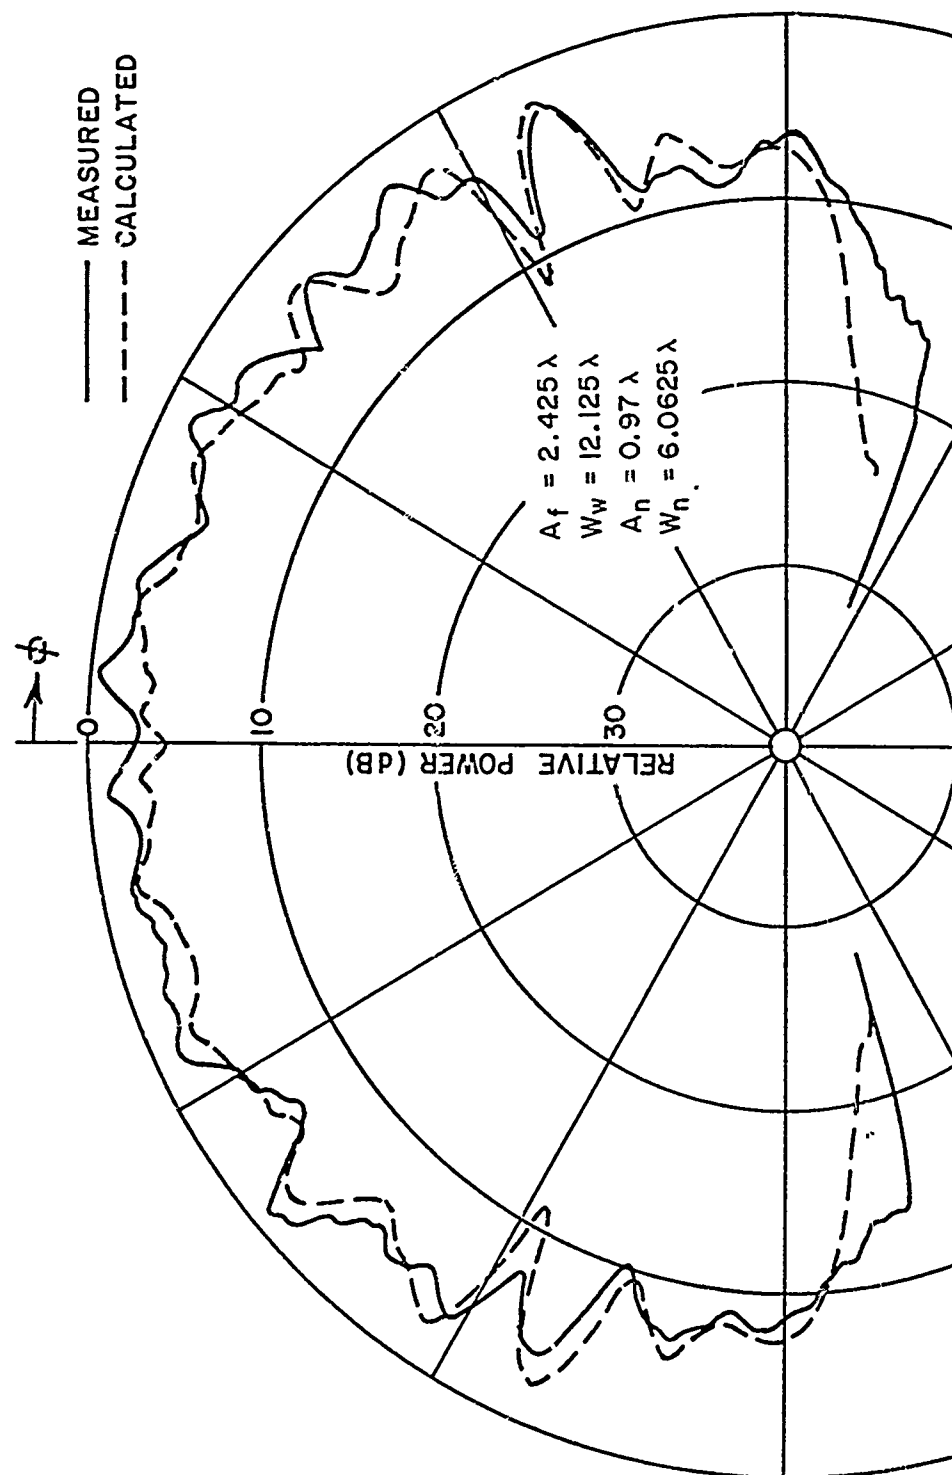 MEASURED
CALCULATED
ϕ
0
10
20
30
RELATIVE POWER (dB)
A_f = 2.425 λ
W_w = 12.125 λ
A_n = 0.97 λ
W_n = 6.0625 λ